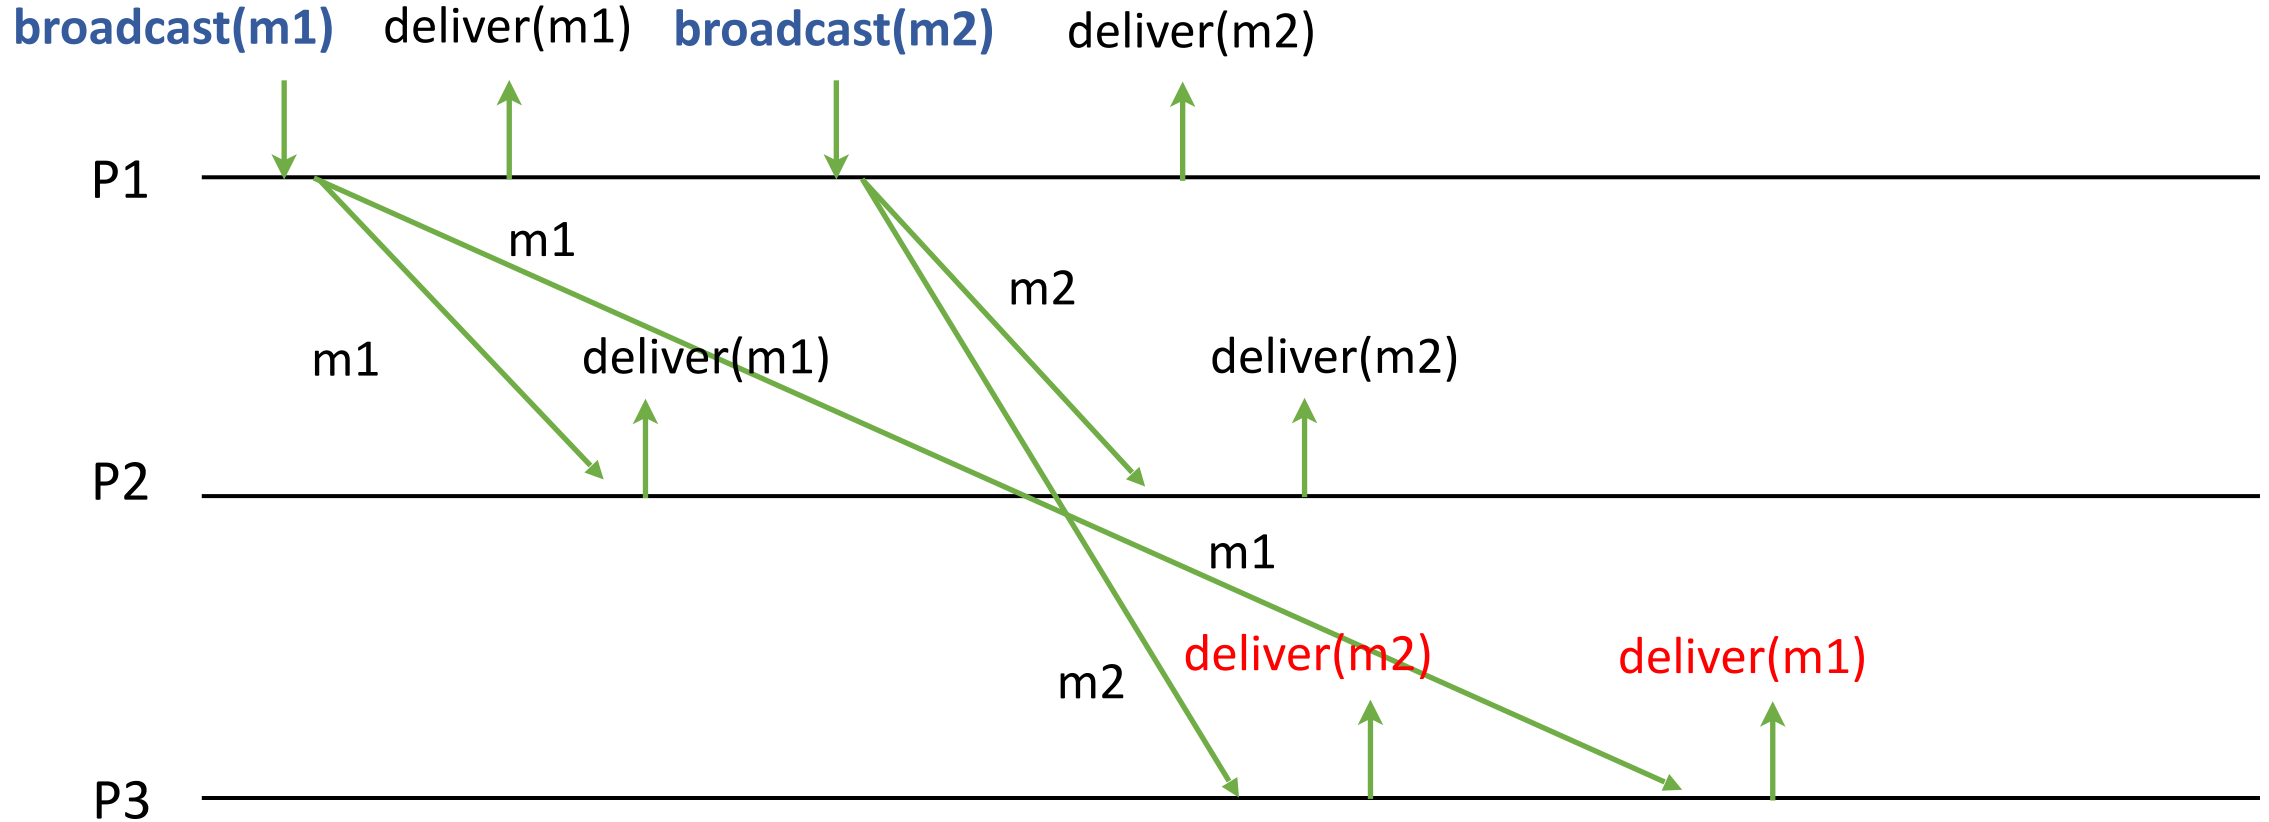 broadcast(m1) deliver(m1) broadcast(m2) deliver(m2)
P1
m1
m2
m1
deliver(m1)
deliver(m2)
P2
m1
deliver(m2)
deliver(m1)
m2
P3